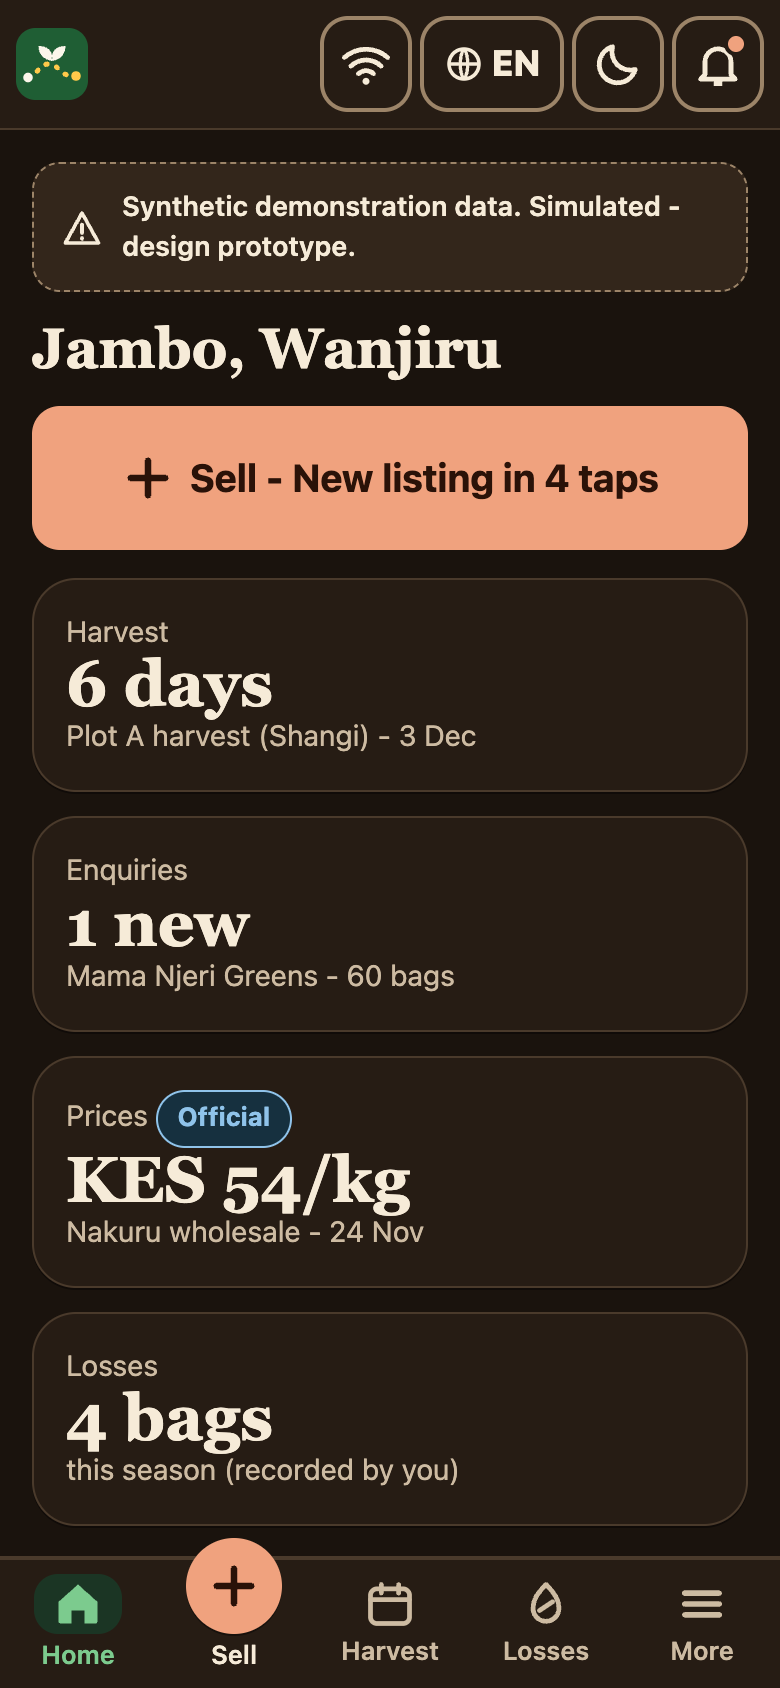 EN
Synthetic demonstration data. Simulated -
design prototype.
Jambo, Wanjiru
Sell - New listing in 4 taps
Harvest
6 days
Plot A harvest (Shangi) - 3 Dec
Enquiries
1 new
Mama Njeri Greens - 60 bags
Prices Official
KES 54/kg
Nakuru wholesale - 24 Nov
Losses
4 bags
this season (recorded by you)
Home Sell Harvest Losses More